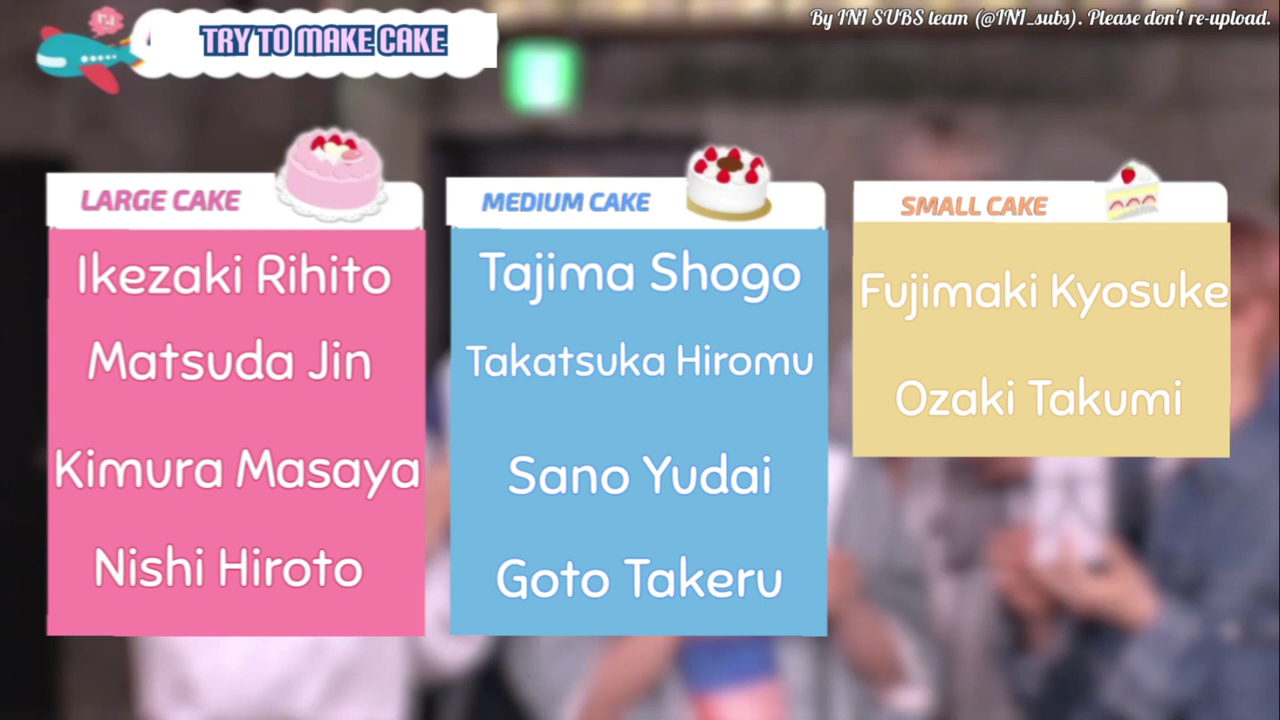 By INI SUBS team (@INI_subs). Please don't re-upload.
TRY TO MAKE CAKE
LARGE CAKE
Ikezaki Rihito
Matsuda Jin
Kimura Masaya
Nishi Hiroto
MEDIUM CAKE
Tajima Shogo
Takatsuka Hiromu
Sano Yudai
Goto Takeru
SMALL CAKE
Fujimaki Kyosuke
Ozaki Takumi